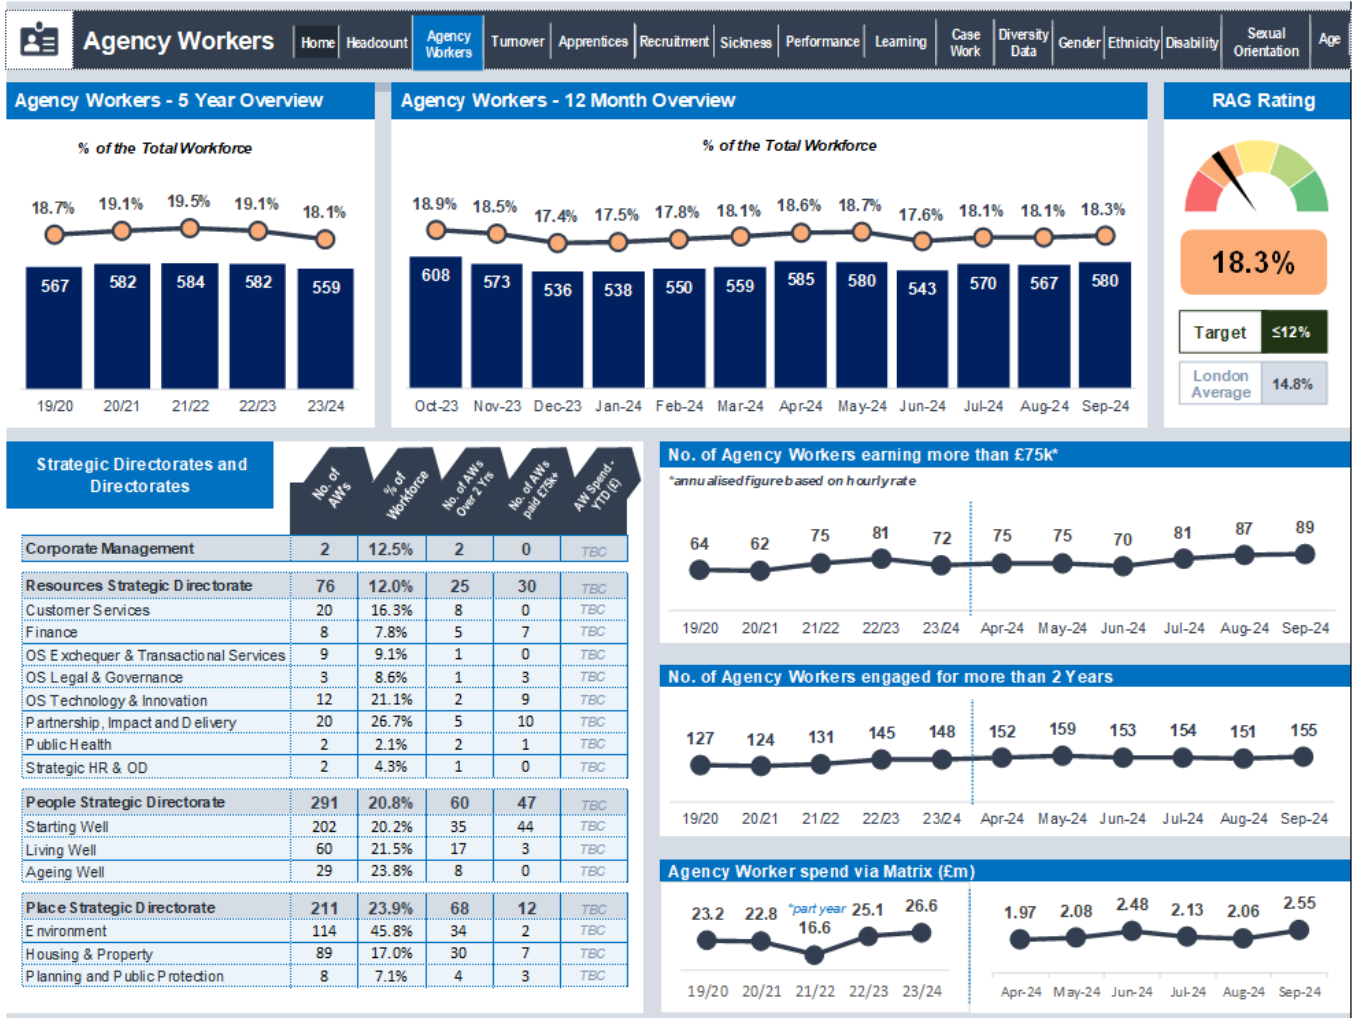 Agency Workers
Home
Headcount
Agency
Workers
Turnover
Apprentices
Recruitment
Sickness
Performance
Learning
Case
Work
Diversity
Data
Gender
Ethnicity
Disability
Sexual
Orientation
Age
Agency Workers - 5 Year Overview
% of the Total Workforce
18.7% 19.1% 19.5% 19.1% 18.1%
567 582 584 582 559
19/20 20/21 21/22 22/23 23/24
Agency Workers - 12 Month Overview
% of the Total Workforce
18.9% 18.5% 17.4% 17.5% 17.8% 18.1% 18.6% 18.7% 17.6% 18.1% 18.1% 18.3%
608 573 536 538 550 559 585 580 543 570 567 580
Oct-23 Nov-23 Dec-23 Jan-24 Feb-24 Mar-24 Apr-24 May-24 Jun-24 Jul-24 Aug-24 Sep-24
RAG Rating
18.3%
Target ≤12%
London
Average
14.8%
Strategic Directorates and
Directorates
No. of
AWs
% of
Workforce
No. of AWs
Over 2 Yrs
No. of AWs
paid £75k+
AW Spend -
YTD (£)
Corporate Management 2 12.5% 2 0 TBC
Resources Strategic Directorate 76 12.0% 25 30 TBC
Customer Services 20 16.3% 8 0 TBC
Finance 8 7.8% 5 7 TBC
OS Exchequer & Transactional Services 9 9.1% 1 0 TBC
OS Legal & Governance 3 8.6% 1 3 TBC
OS Technology & Innovation 12 21.1% 2 9 TBC
Partnership, Impact and Delivery 20 26.7% 5 10 TBC
Public Health 2 2.1% 2 1 TBC
Strategic HR & OD 2 4.3% 1 0 TBC
People Strategic Directorate 291 20.8% 60 47 TBC
Starting Well 202 20.2% 35 44 TBC
Living Well 60 21.5% 17 3 TBC
Ageing Well 29 23.8% 8 0 TBC
Place Strategic Directorate 211 23.9% 68 12 TBC
Environment 114 45.8% 34 2 TBC
Housing & Property 89 17.0% 30 7 TBC
Planning and Public Protection 8 7.1% 4 3 TBC
No. of Agency Workers earning more than £75k*
*annualised figure based on hourly rate
64 62 75 81 72 75 75 70 81 87 89
19/20 20/21 21/22 22/23 23/24 Apr-24 May-24 Jun-24 Jul-24 Aug-24 Sep-24
No. of Agency Workers engaged for more than 2 Years
127 124 131 145 148 152 159 153 154 151 155
19/20 20/21 21/22 22/23 23/24 Apr-24 May-24 Jun-24 Jul-24 Aug-24 Sep-24
Agency Worker spend via Matrix (£m)
*part year
23.2 22.8 16.6 25.1 26.6
19/20 20/21 21/22 22/23 23/24
1.97 2.08 2.48 2.13 2.06 2.55
Apr-24 May-24 Jun-24 Jul-24 Aug-24 Sep-24